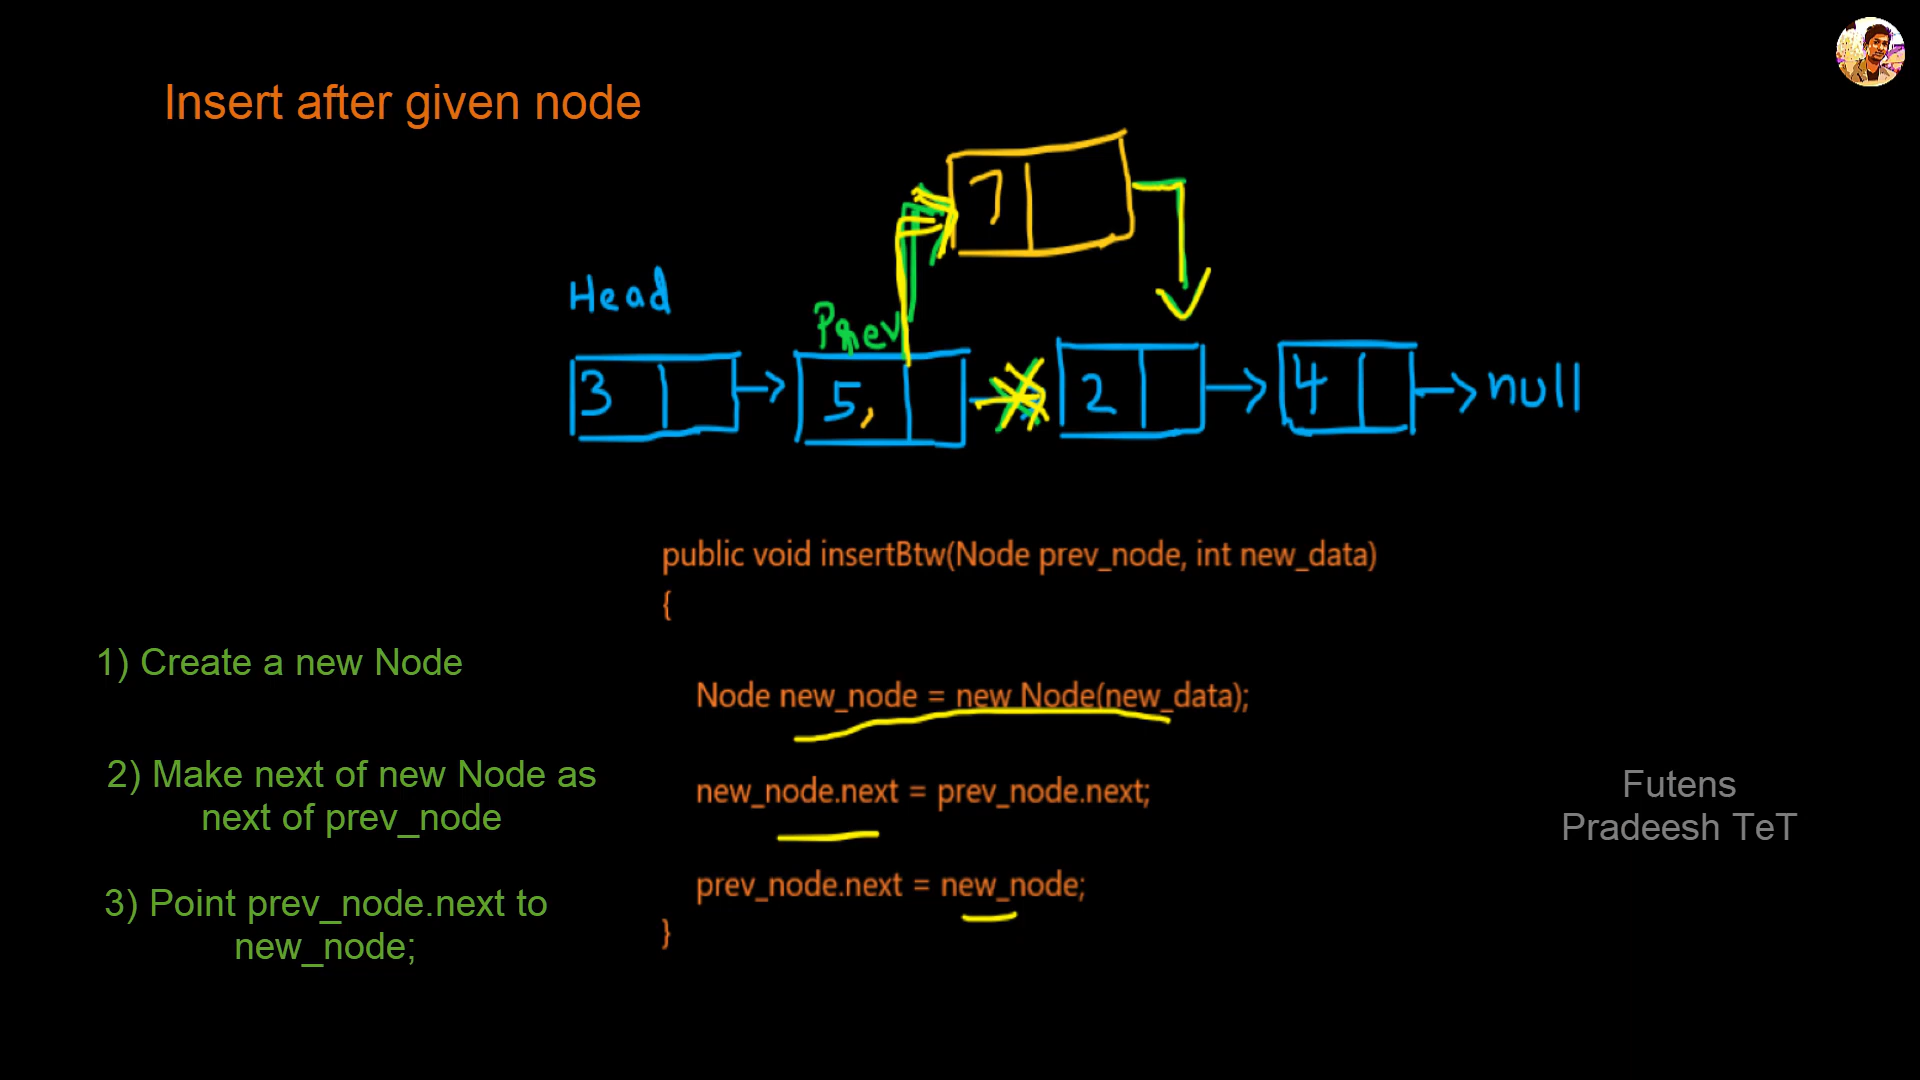 Insert after given node
7
Head
Prev
3
5,
2
4
null
public void insertBtw(Node prev_node, int new_data)
{
1) Create a new Node
Node new_node = new Node(new_data);
2) Make next of new Node as
next of prev_node
new_node.next = prev_node.next;
3) Point prev_node.next to
new_node;
prev_node.next = new_node;
}
Futens
Pradeesh TeT